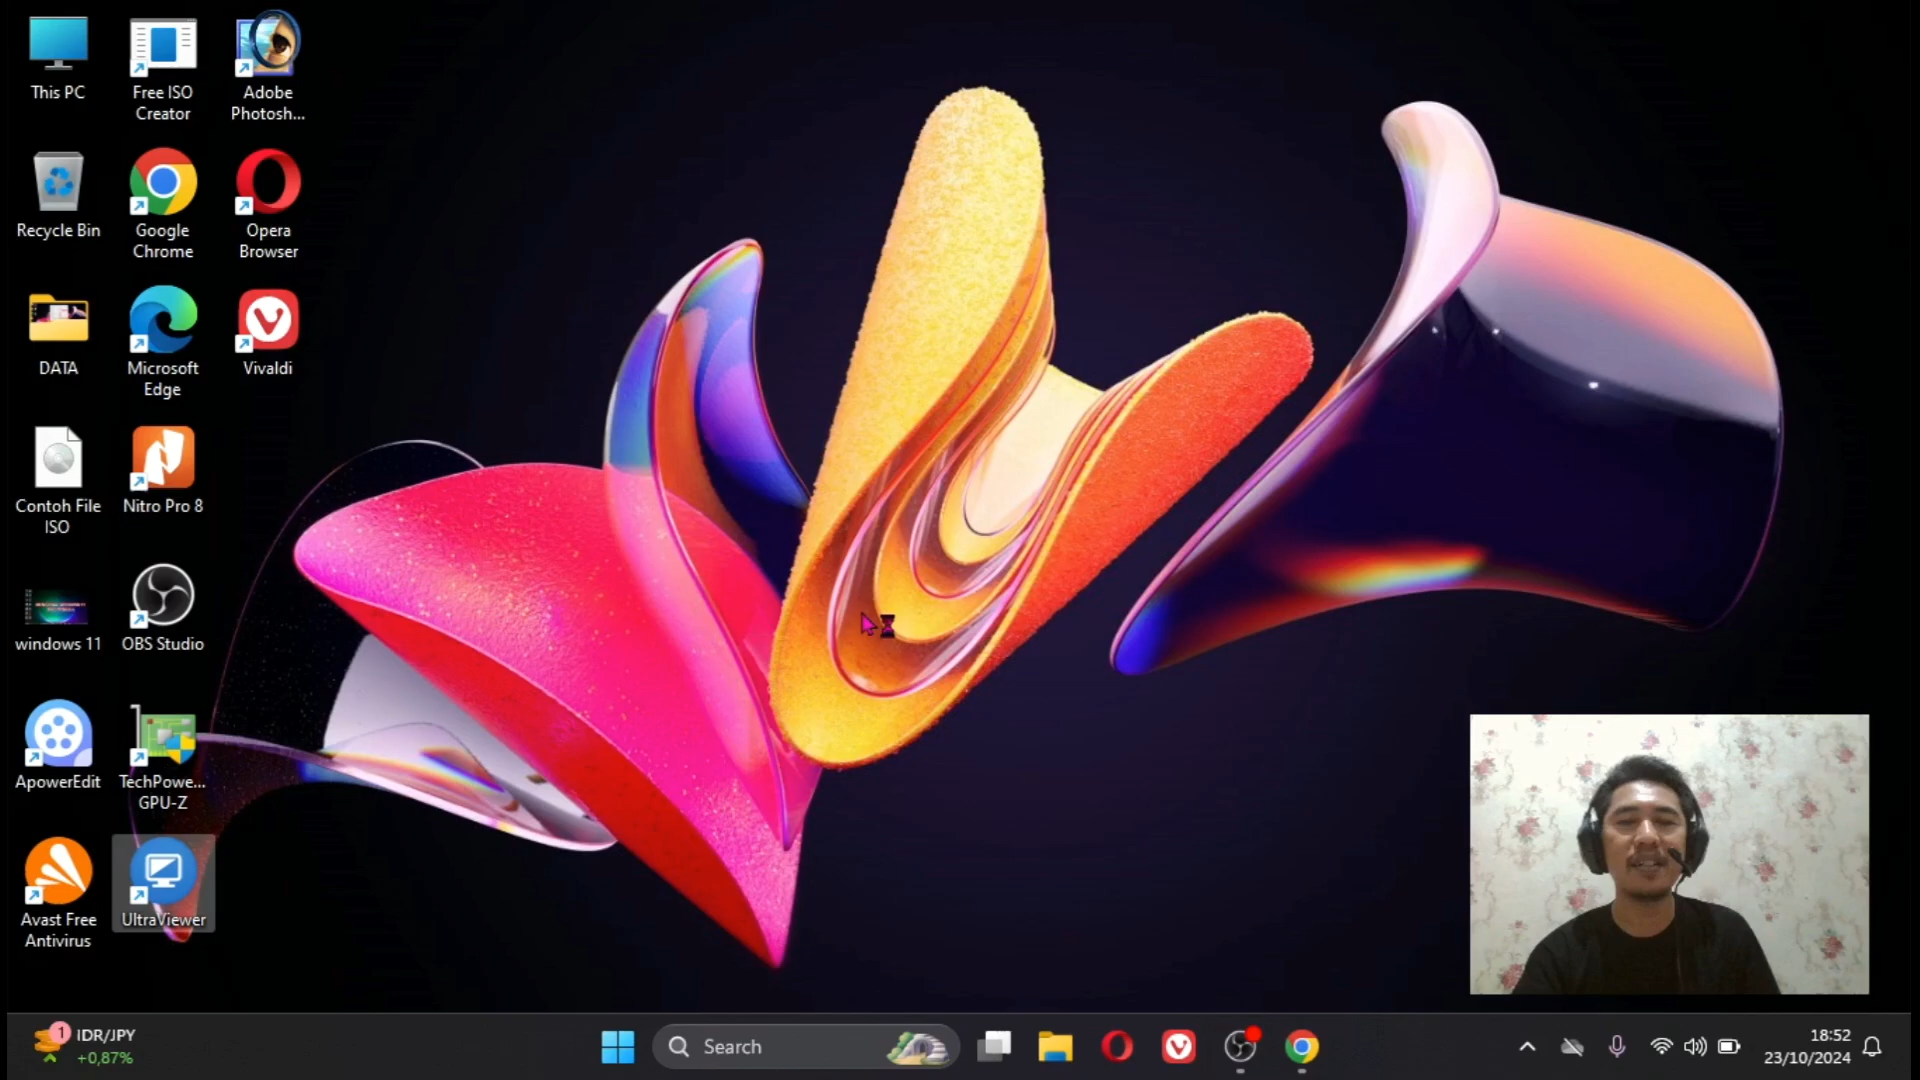 This PC
Free ISO
Creator
Adobe
Photosh...
Recycle Bin
Google
Chrome
Opera
Browser
DATA
Microsoft
Edge
Vivaldi
Contoh File
ISO
Nitro Pro 8
windows 11
OBS Studio
ApowerEdit
TechPowe...
GPU-Z
Avast Free
Antivirus
UltraViewer
1
IDR/JPY
+0,87%
Search
18:52
23/10/2024